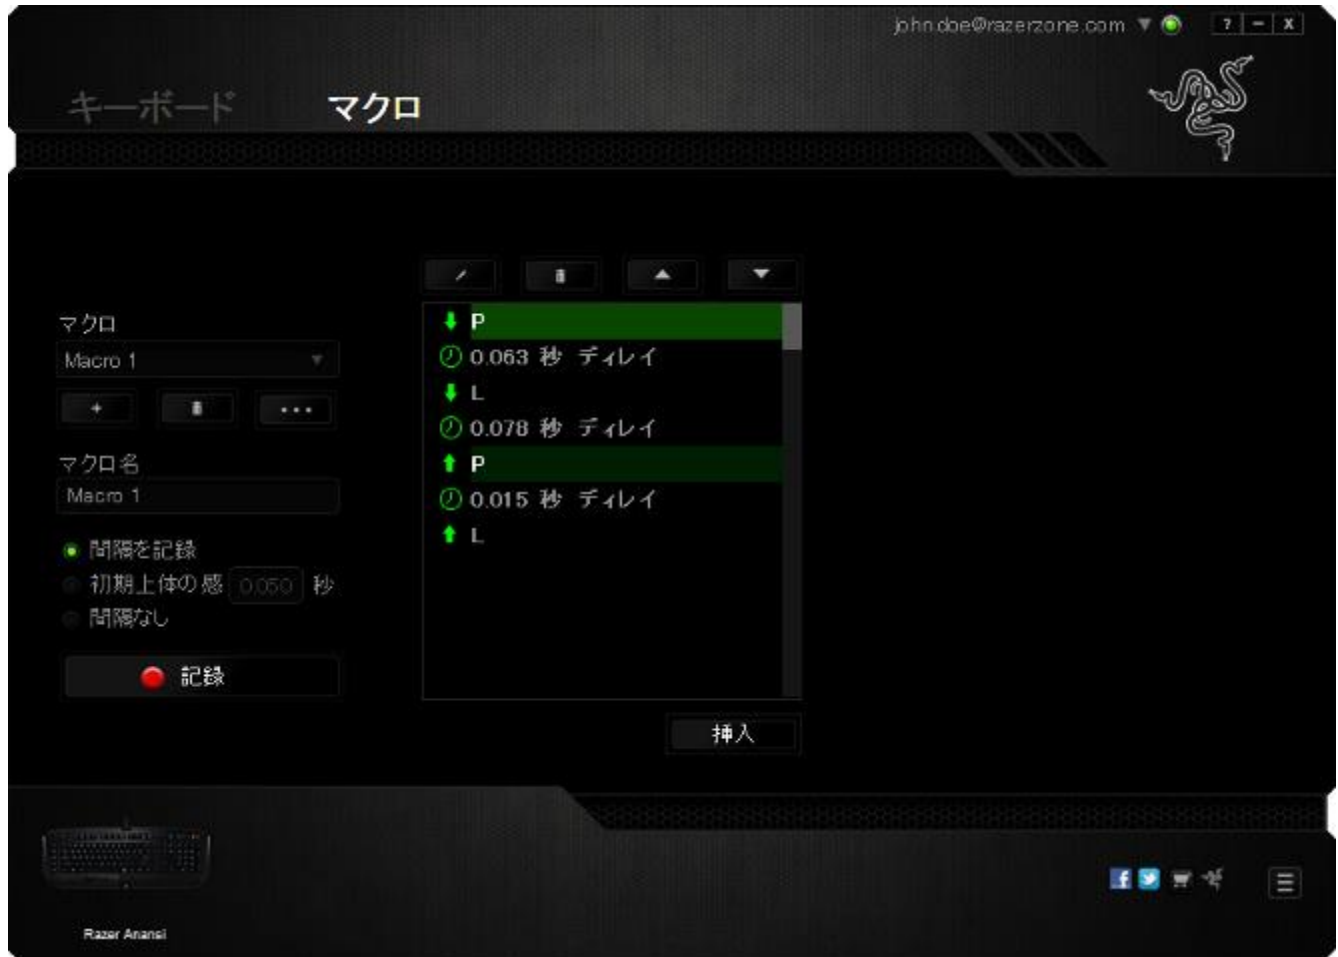 john.doe@razerzone.com
? - X
キーボード マクロ
マクロ
Macro 1
マクロ名
Macro 1
間隔を記録
初期上体の感 0.050 秒
間隔なし
記録
P
0.063 秒 ディレイ
L
0.078 秒 ディレイ
P
0.015 秒 ディレイ
L
挿入
Razer Anansi